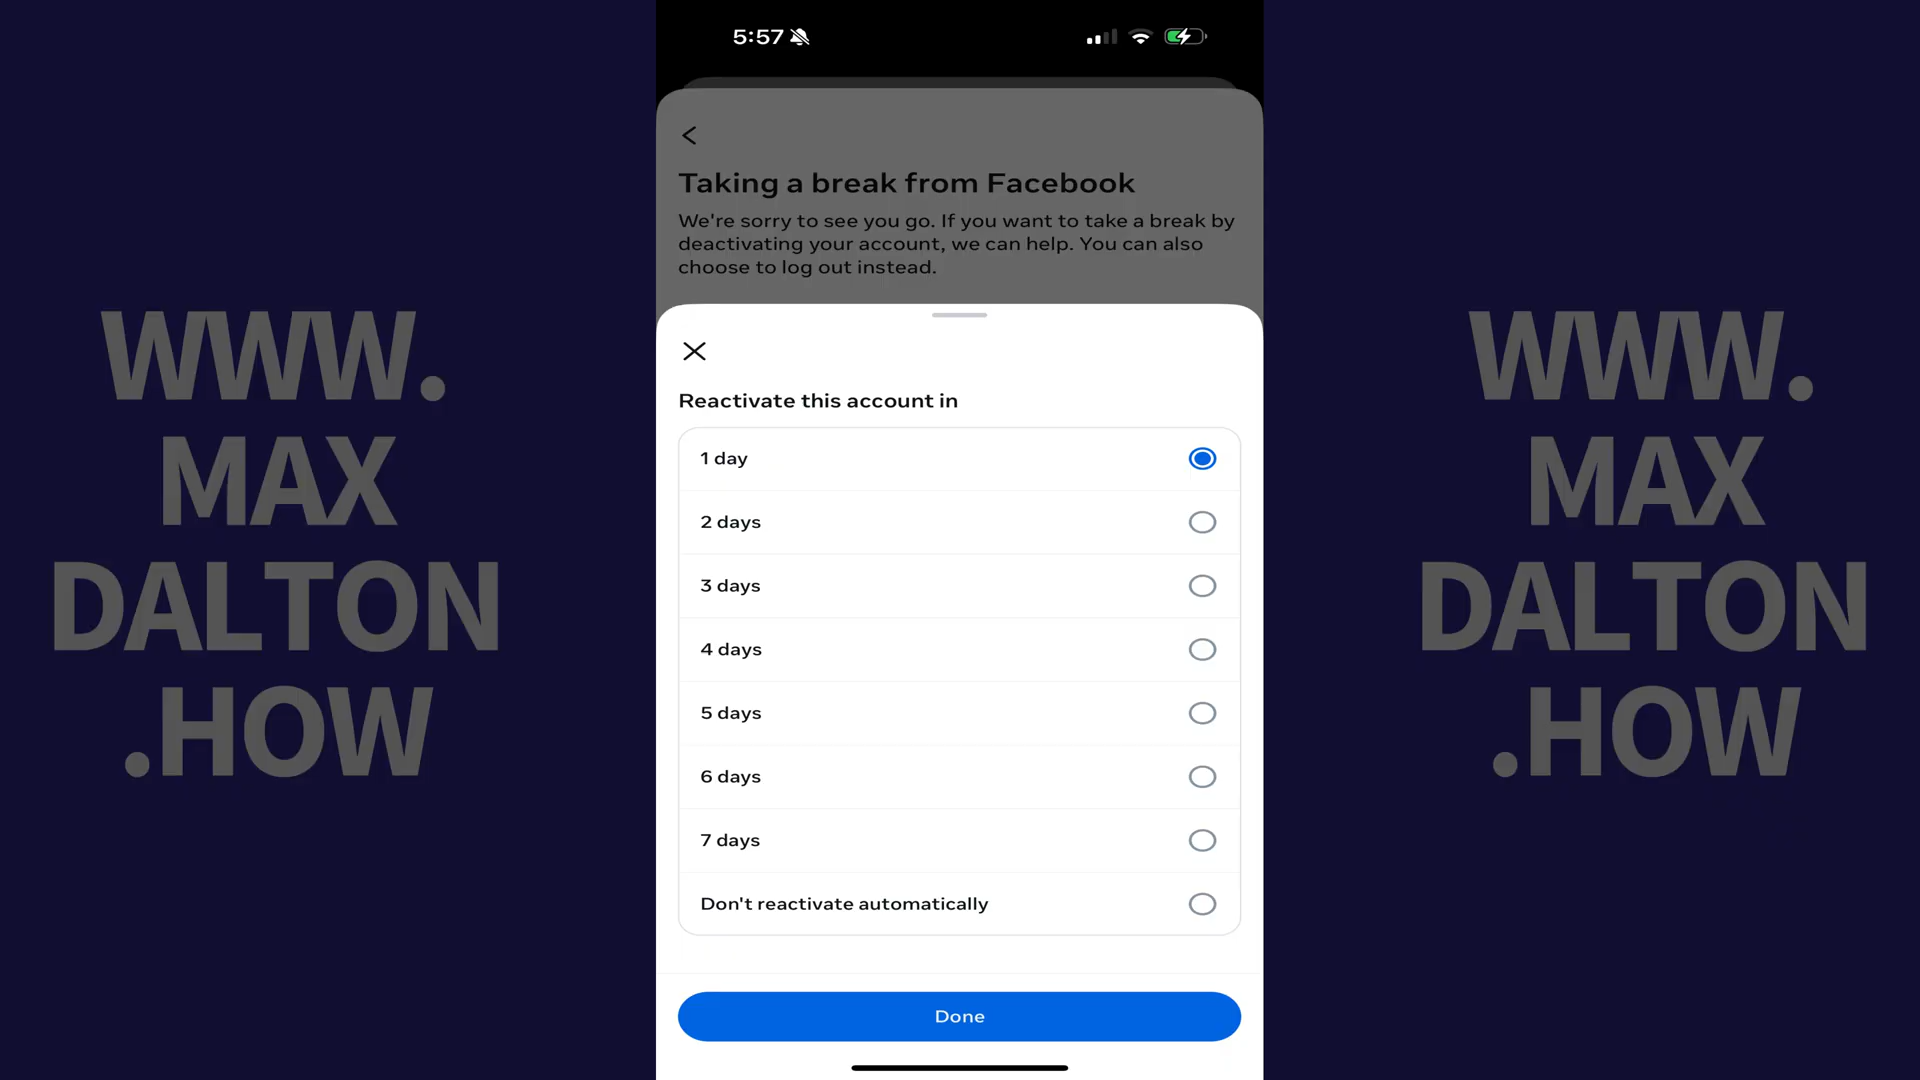 5:57
Taking a break from Facebook
We're sorry to see you go. If you want to take a break by
deactivating your account, we can help. You can also
choose to log out instead.
Reactivate this account in
1 day
2 days
3 days
4 days
5 days
6 days
7 days
Don't reactivate automatically
Done
WWW.
MAX
DALTON
.HOW
WWW.
MAX
DALTON
.HOW